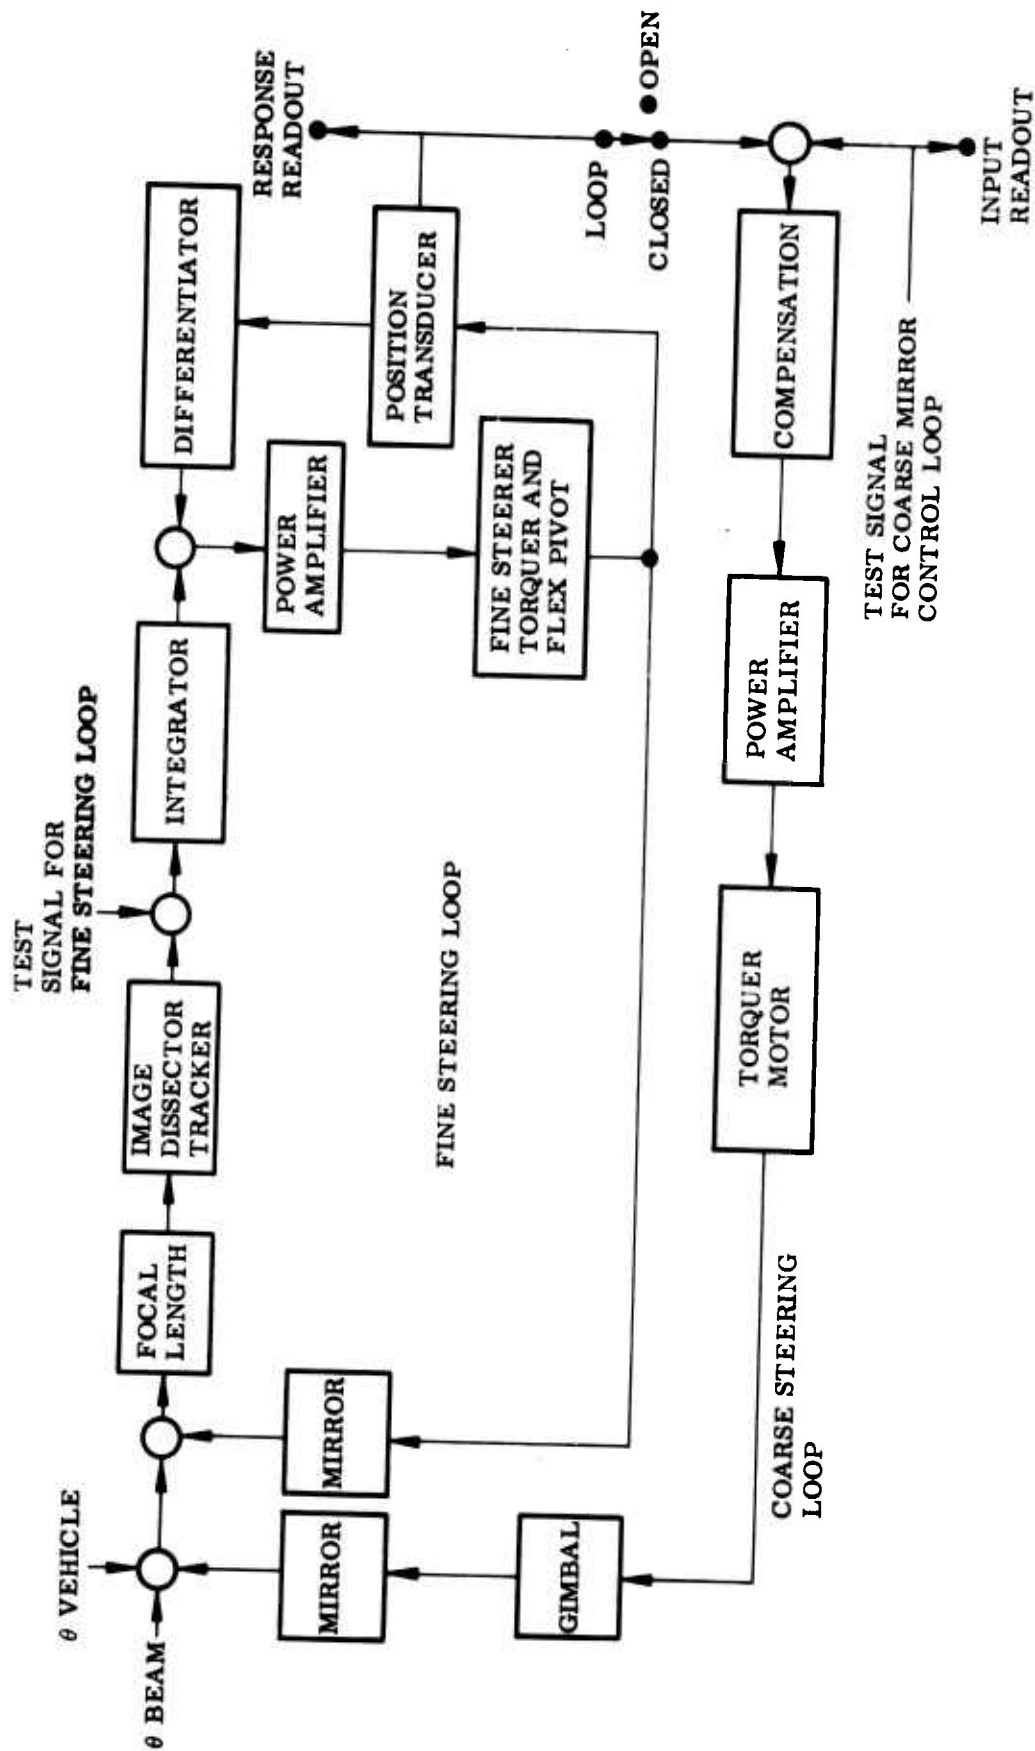 θ VEHICLE
θ BEAM
FOCAL
LENGTH
IMAGE
DISSECTOR
TRACKER
TEST
SIGNAL FOR
FINE STEERING LOOP
INTEGRATOR
DIFFERENTIATOR
RESPONSE
READOUT
POWER
AMPLIFIER
POSITION
TRANSDUCER
MIRROR
MIRROR
FINE STEERER
TORQUER AND
FLEX PIVOT
FINE STEERING LOOP
GIMBAL
LOOP
CLOSED
OPEN
COARSE STEERING
LOOP
TORQUER
MOTOR
POWER
AMPLIFIER
COMPENSATION
TEST SIGNAL
FOR COARSE MIRROR
CONTROL LOOP
INPUT
READOUT